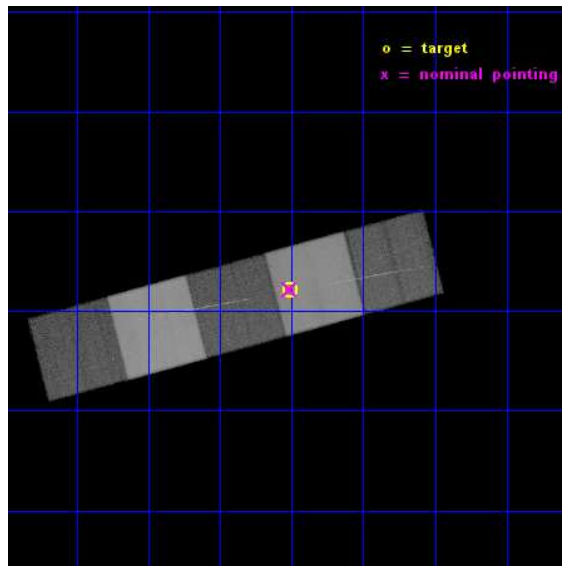 o = target
x = nominal pointing